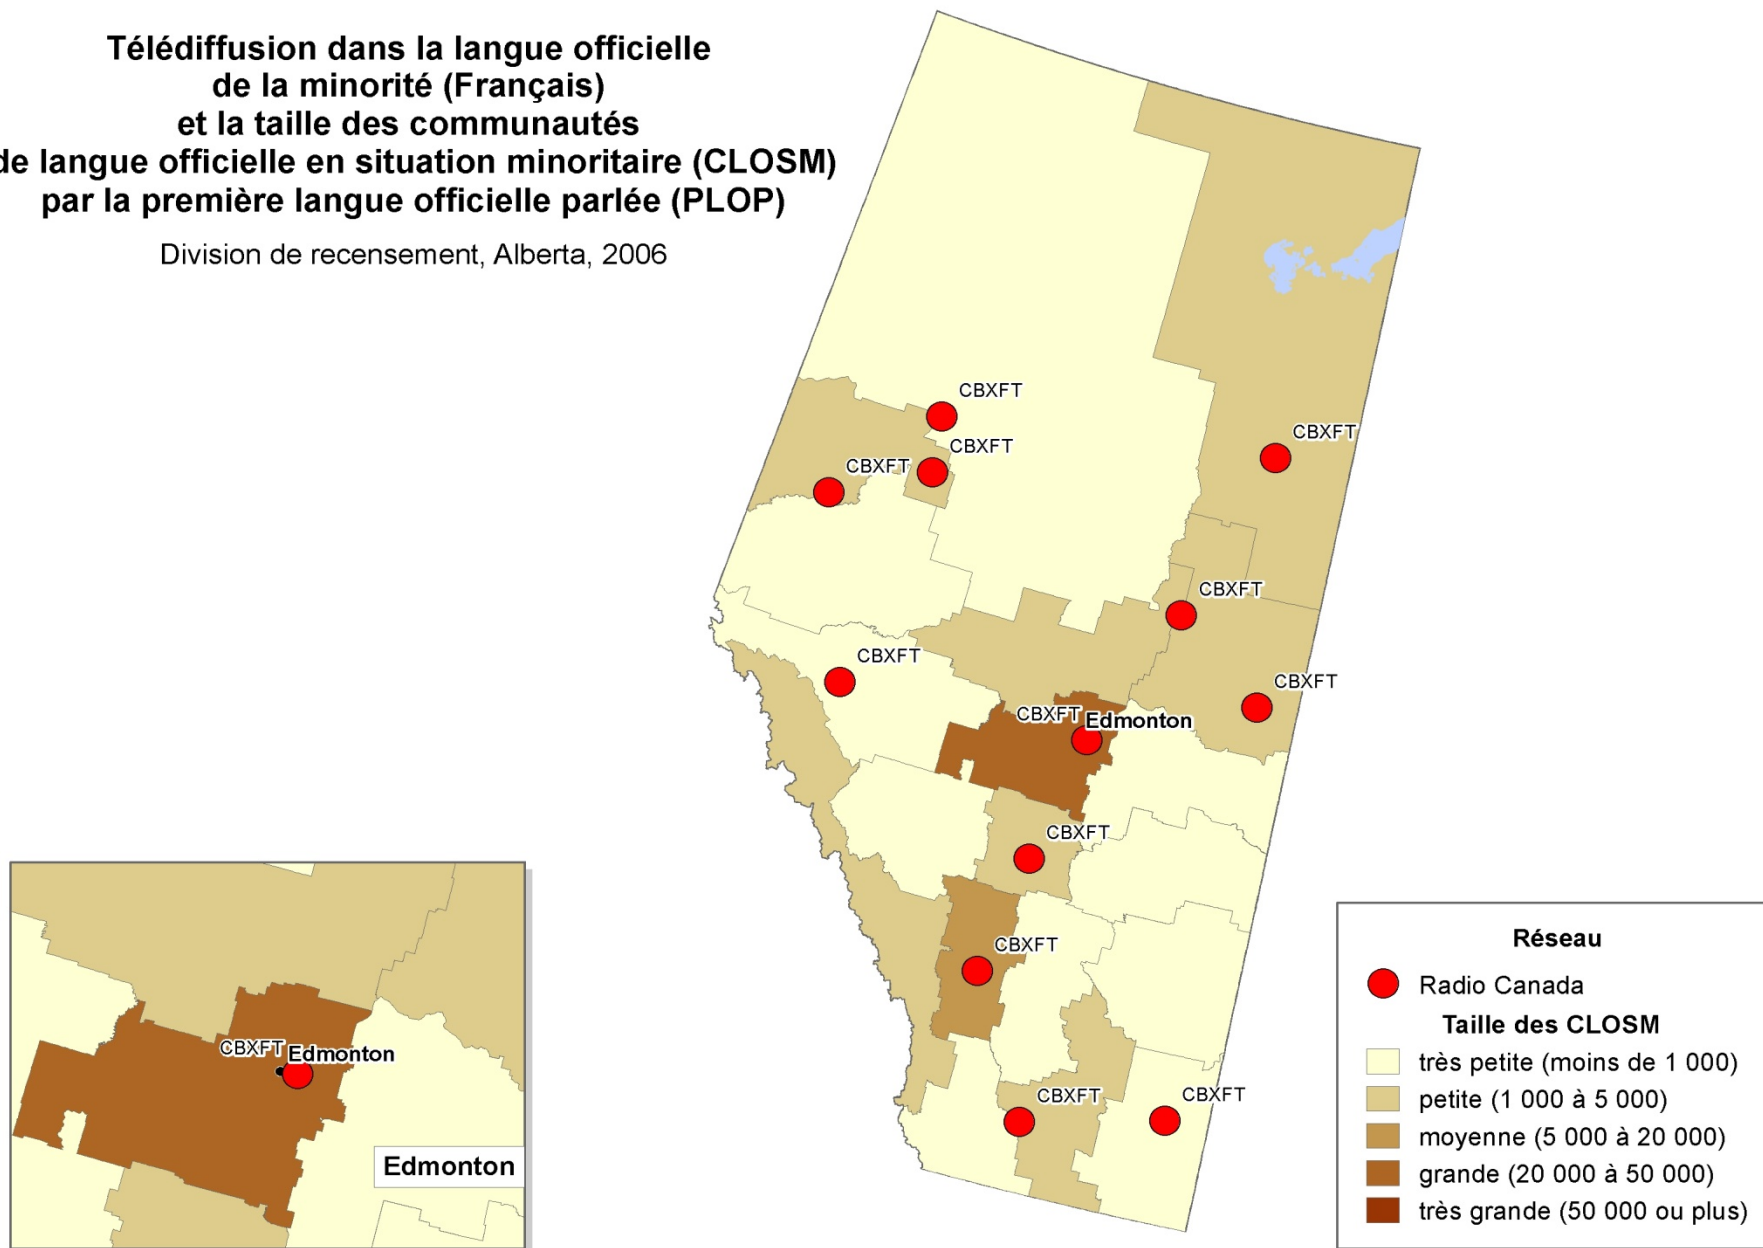 Télédiffusion dans la langue officielle
de la minorité (Français)
et la taille des communautés
de langue officielle en situation minoritaire (CLOSM)
par la première langue officielle parlée (PLOP)
Division de recensement, Alberta, 2006
CBXFT
CBXFT
CBXFT
CBXFT
CBXFT
CBXFT
CBXFT
CBXFT Edmonton
CBXFT
CBXFT
CBXFT
CBXFT
CBXFT Edmonton
Edmonton
Réseau
Radio Canada
Taille des CLOSM
très petite (moins de 1 000)
petite (1 000 à 5 000)
moyenne (5 000 à 20 000)
grande (20 000 à 50 000)
très grande (50 000 ou plus)